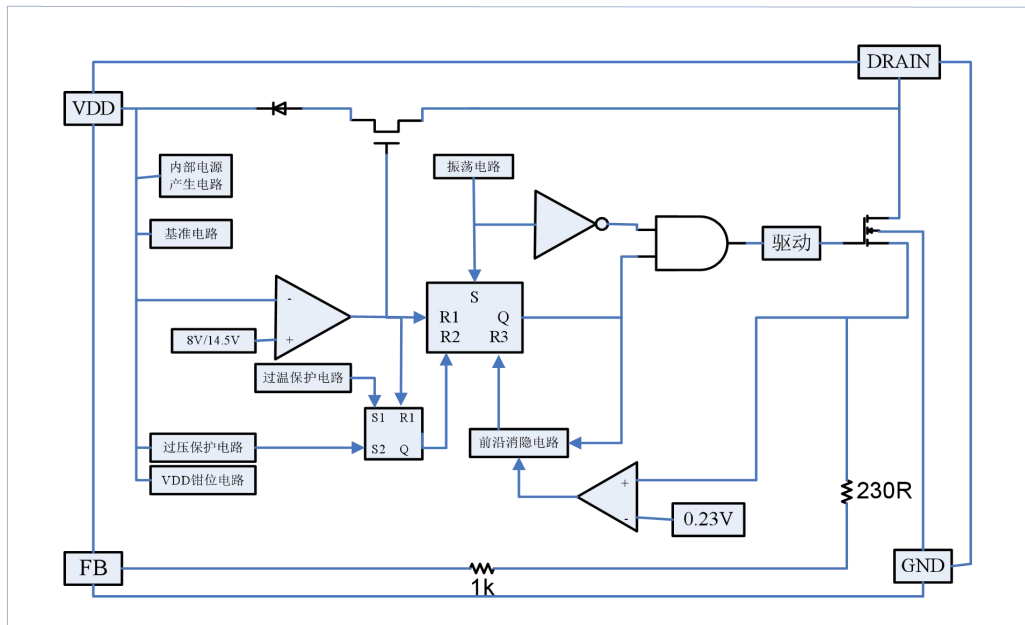 DRAIN
VDD
内部电源
产生电路
振荡电路
基准电路
驱动
-
+
8V/14.5V
S
R1
Q
R2
R3
过温保护电路
S1
R1
S2
Q
过压保护电路
前沿消隐电路
VDD钳位电路
+
-
0.23V
230R
FB
1k
GND